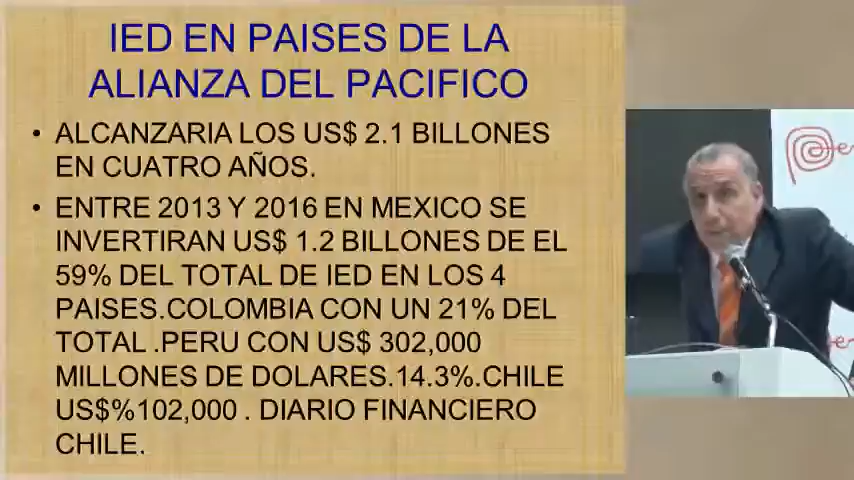 IED EN PAISES DE LA
ALIANZA DEL PACIFICO
• ALCANZARIA LOS US$ 2.1 BILLONES
EN CUATRO AÑOS.
• ENTRE 2013 Y 2016 EN MEXICO SE
INVERTIRAN US$ 1.2 BILLONES DE EL
59% DEL TOTAL DE IED EN LOS 4
PAISES.COLOMBIA CON UN 21% DEL
TOTAL .PERU CON US$ 302,000
MILLONES DE DOLARES.14.3%.CHILE
US$%102,000 . DIARIO FINANCIERO
CHILE.